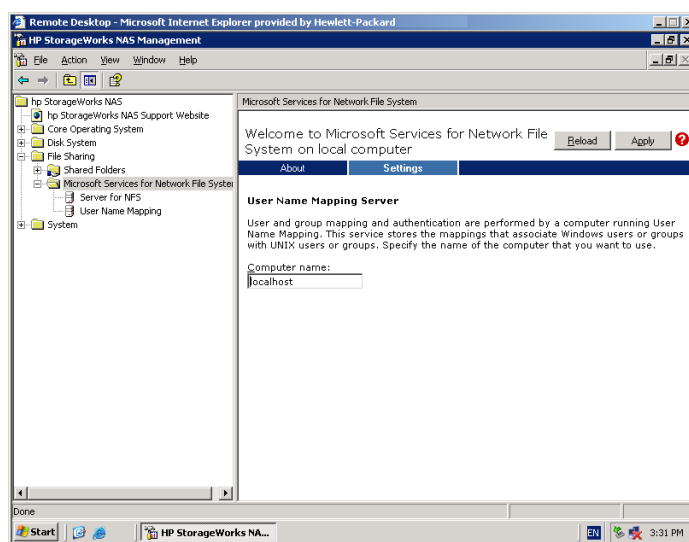 Remote Desktop - Microsoft Internet Explorer provided by Hewlett-Packard
HP StorageWorks NAS Management
File Action View Window Help
hp StorageWorks NAS
hp StorageWorks NAS Support Website
Core Operating System
Disk System
File Sharing
Shared Folders
Microsoft Services for Network File Syster
Server for NFS
User Name Mapping
System
Microsoft Services for Network File System
Welcome to Microsoft Services for Network File
System on local computer
Reload Apply ?
About Settings
User Name Mapping Server
User and group mapping and authentication are performed by a computer running User
Name Mapping. This service stores the mappings that associate Windows users or groups
with UNIX users or groups. Specify the name of the computer that you want to use.
Computer name:
localhost
Done
Start HP StorageWorks NA... EN 3:31 PM